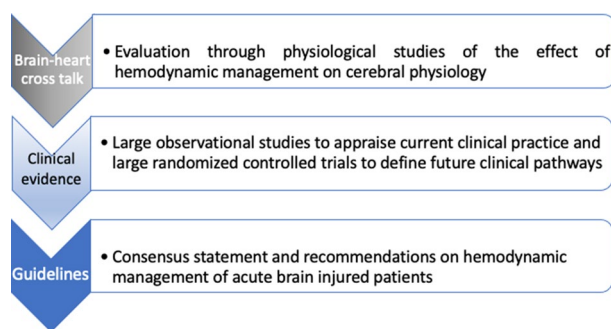 Brain-heart
cross talk
• Evaluation through physiological studies of the effect of
hemodynamic management on cerebral physiology
Clinical
evidence
• Large observational studies to appraise current clinical practice and
large randomized controlled trials to define future clinical pathways
Guidelines
• Consensus statement and recommendations on hemodynamic
management of acute brain injured patients